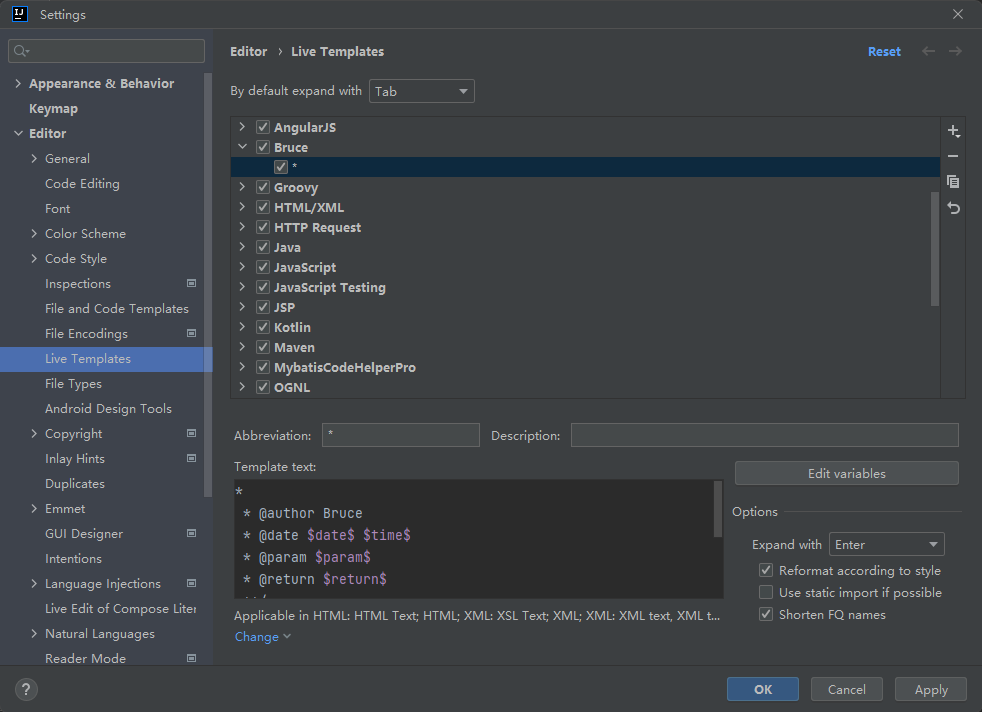 IJ
Settings
Appearance & Behavior
Keymap
Editor
General
Code Editing
Font
Color Scheme
Code Style
Inspections
File and Code Templates
File Encodings
Live Templates
File Types
Android Design Tools
Copyright
Inlay Hints
Duplicates
Emmet
GUI Designer
Intentions
Language Injections
Live Edit of Compose Liter
Natural Languages
Reader Mode
?
Editor › Live Templates
Reset
By default expand with Tab
AngularJS
Bruce
*
Groovy
HTML/XML
HTTP Request
Java
JavaScript
JavaScript Testing
JSP
Kotlin
Maven
MybatisCodeHelperPro
OGNL
Abbreviation: * Description:
Template text:
*
* @author Bruce
* @date $date$ $time$
* @param $param$
* @return $return$
Applicable in HTML: HTML Text; HTML; XML: XSL Text; XML; XML: XML text, XML t...
Change
Edit variables
Options
Expand with Enter
Reformat according to style
Use static import if possible
Shorten FQ names
OK Cancel Apply